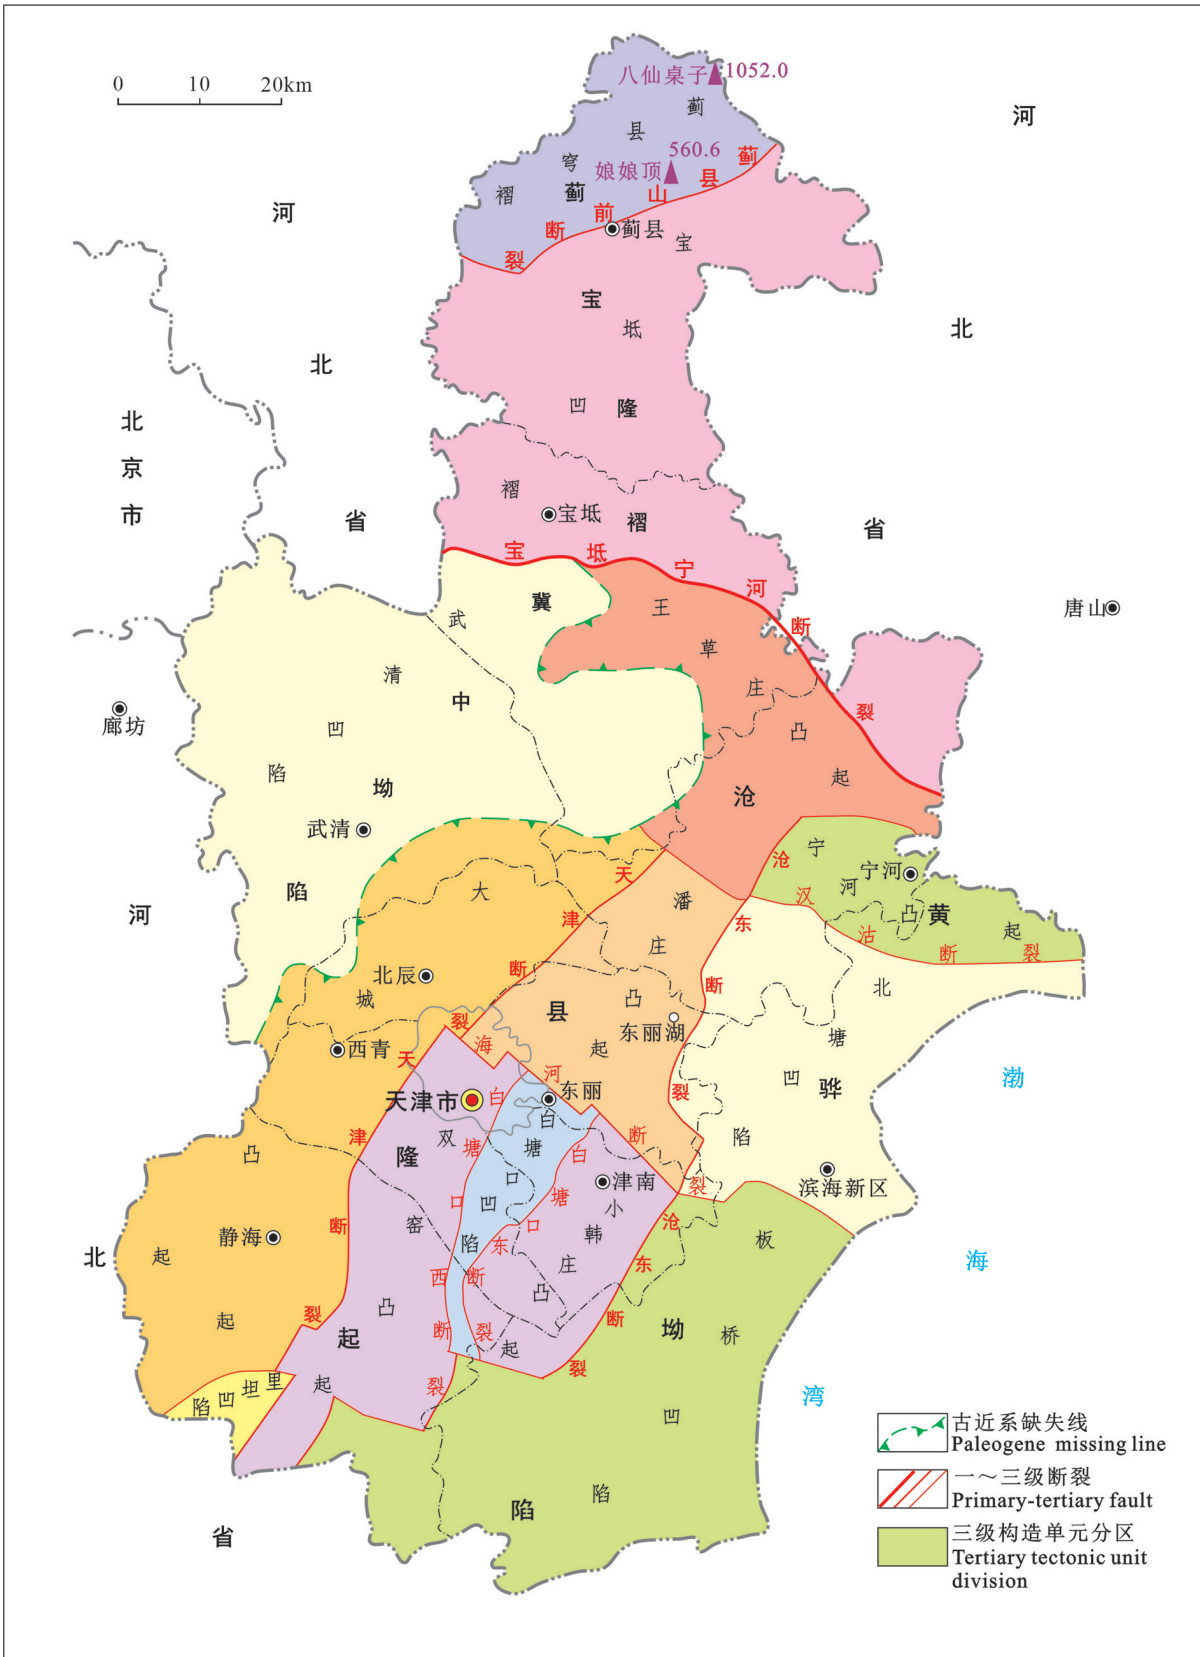 0 10 20km
八仙桌子 1052.0
娘娘顶 560.6
蓟县穹褶
蓟宝隆褶
蓟县山前断裂
蓟县
宝坻凹褶
宝坻
宝坻宁河断裂
河北省
河北省
北京市
唐山
廊坊
冀中坳陷
武清凹陷
武清
王草庄凸起
沧县隆起
大城凸起
北辰
西青
静海
起
天津断裂
天津断裂
潘庄凸起
东丽湖
沧东断裂
沧东断裂
宁河凸起
宁河
汉沽断裂
黄骅坳陷
北塘凹陷
滨海新区
渤海湾
海河断裂
天津市
东丽
双窑凸起
白塘口凹陷
白塘口西断裂
白塘口东断裂
津南
小韩庄凸起
板桥凹陷
里坦凹陷
河北省
古近系缺失线
Paleogene missing line
一～三级断裂
Primary-tertiary fault
三级构造单元分区
Tertiary tectonic unit
division